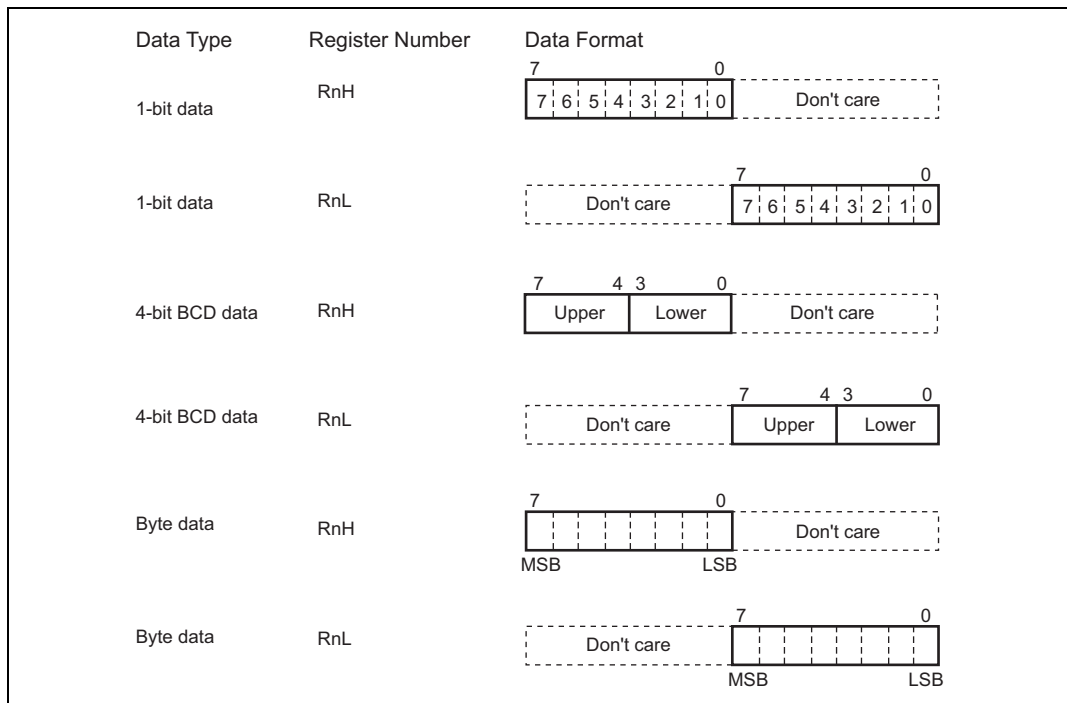 Data Type Register Number Data Format
7 0
1-bit data RnH 7 6 5 4 3 2 1 0 Don't care
7 0
1-bit data RnL Don't care 7 6 5 4 3 2 1 0
7 4 3 0
4-bit BCD data RnH Upper Lower Don't care
7 4 3 0
4-bit BCD data RnL Don't care Upper Lower
7 0
Byte data RnH Don't care
MSB LSB
7 0
Byte data RnL Don't care
MSB LSB